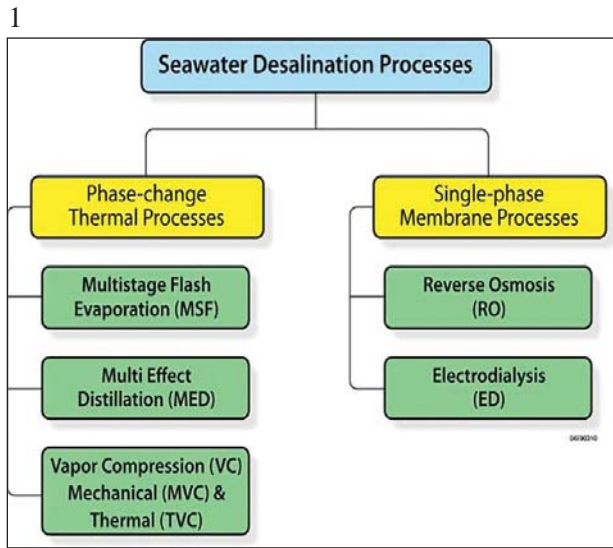 1
Seawater Desalination Processes
Phase-change
Thermal Processes
Multistage Flash
Evaporation (MSF)
Multi Effect
Distillation (MED)
Vapor Compression (VC)
Mechanical (MVC) &
Thermal (TVC)
Single-phase
Membrane Processes
Reverse Osmosis
(RO)
Electrodialysis
(ED)